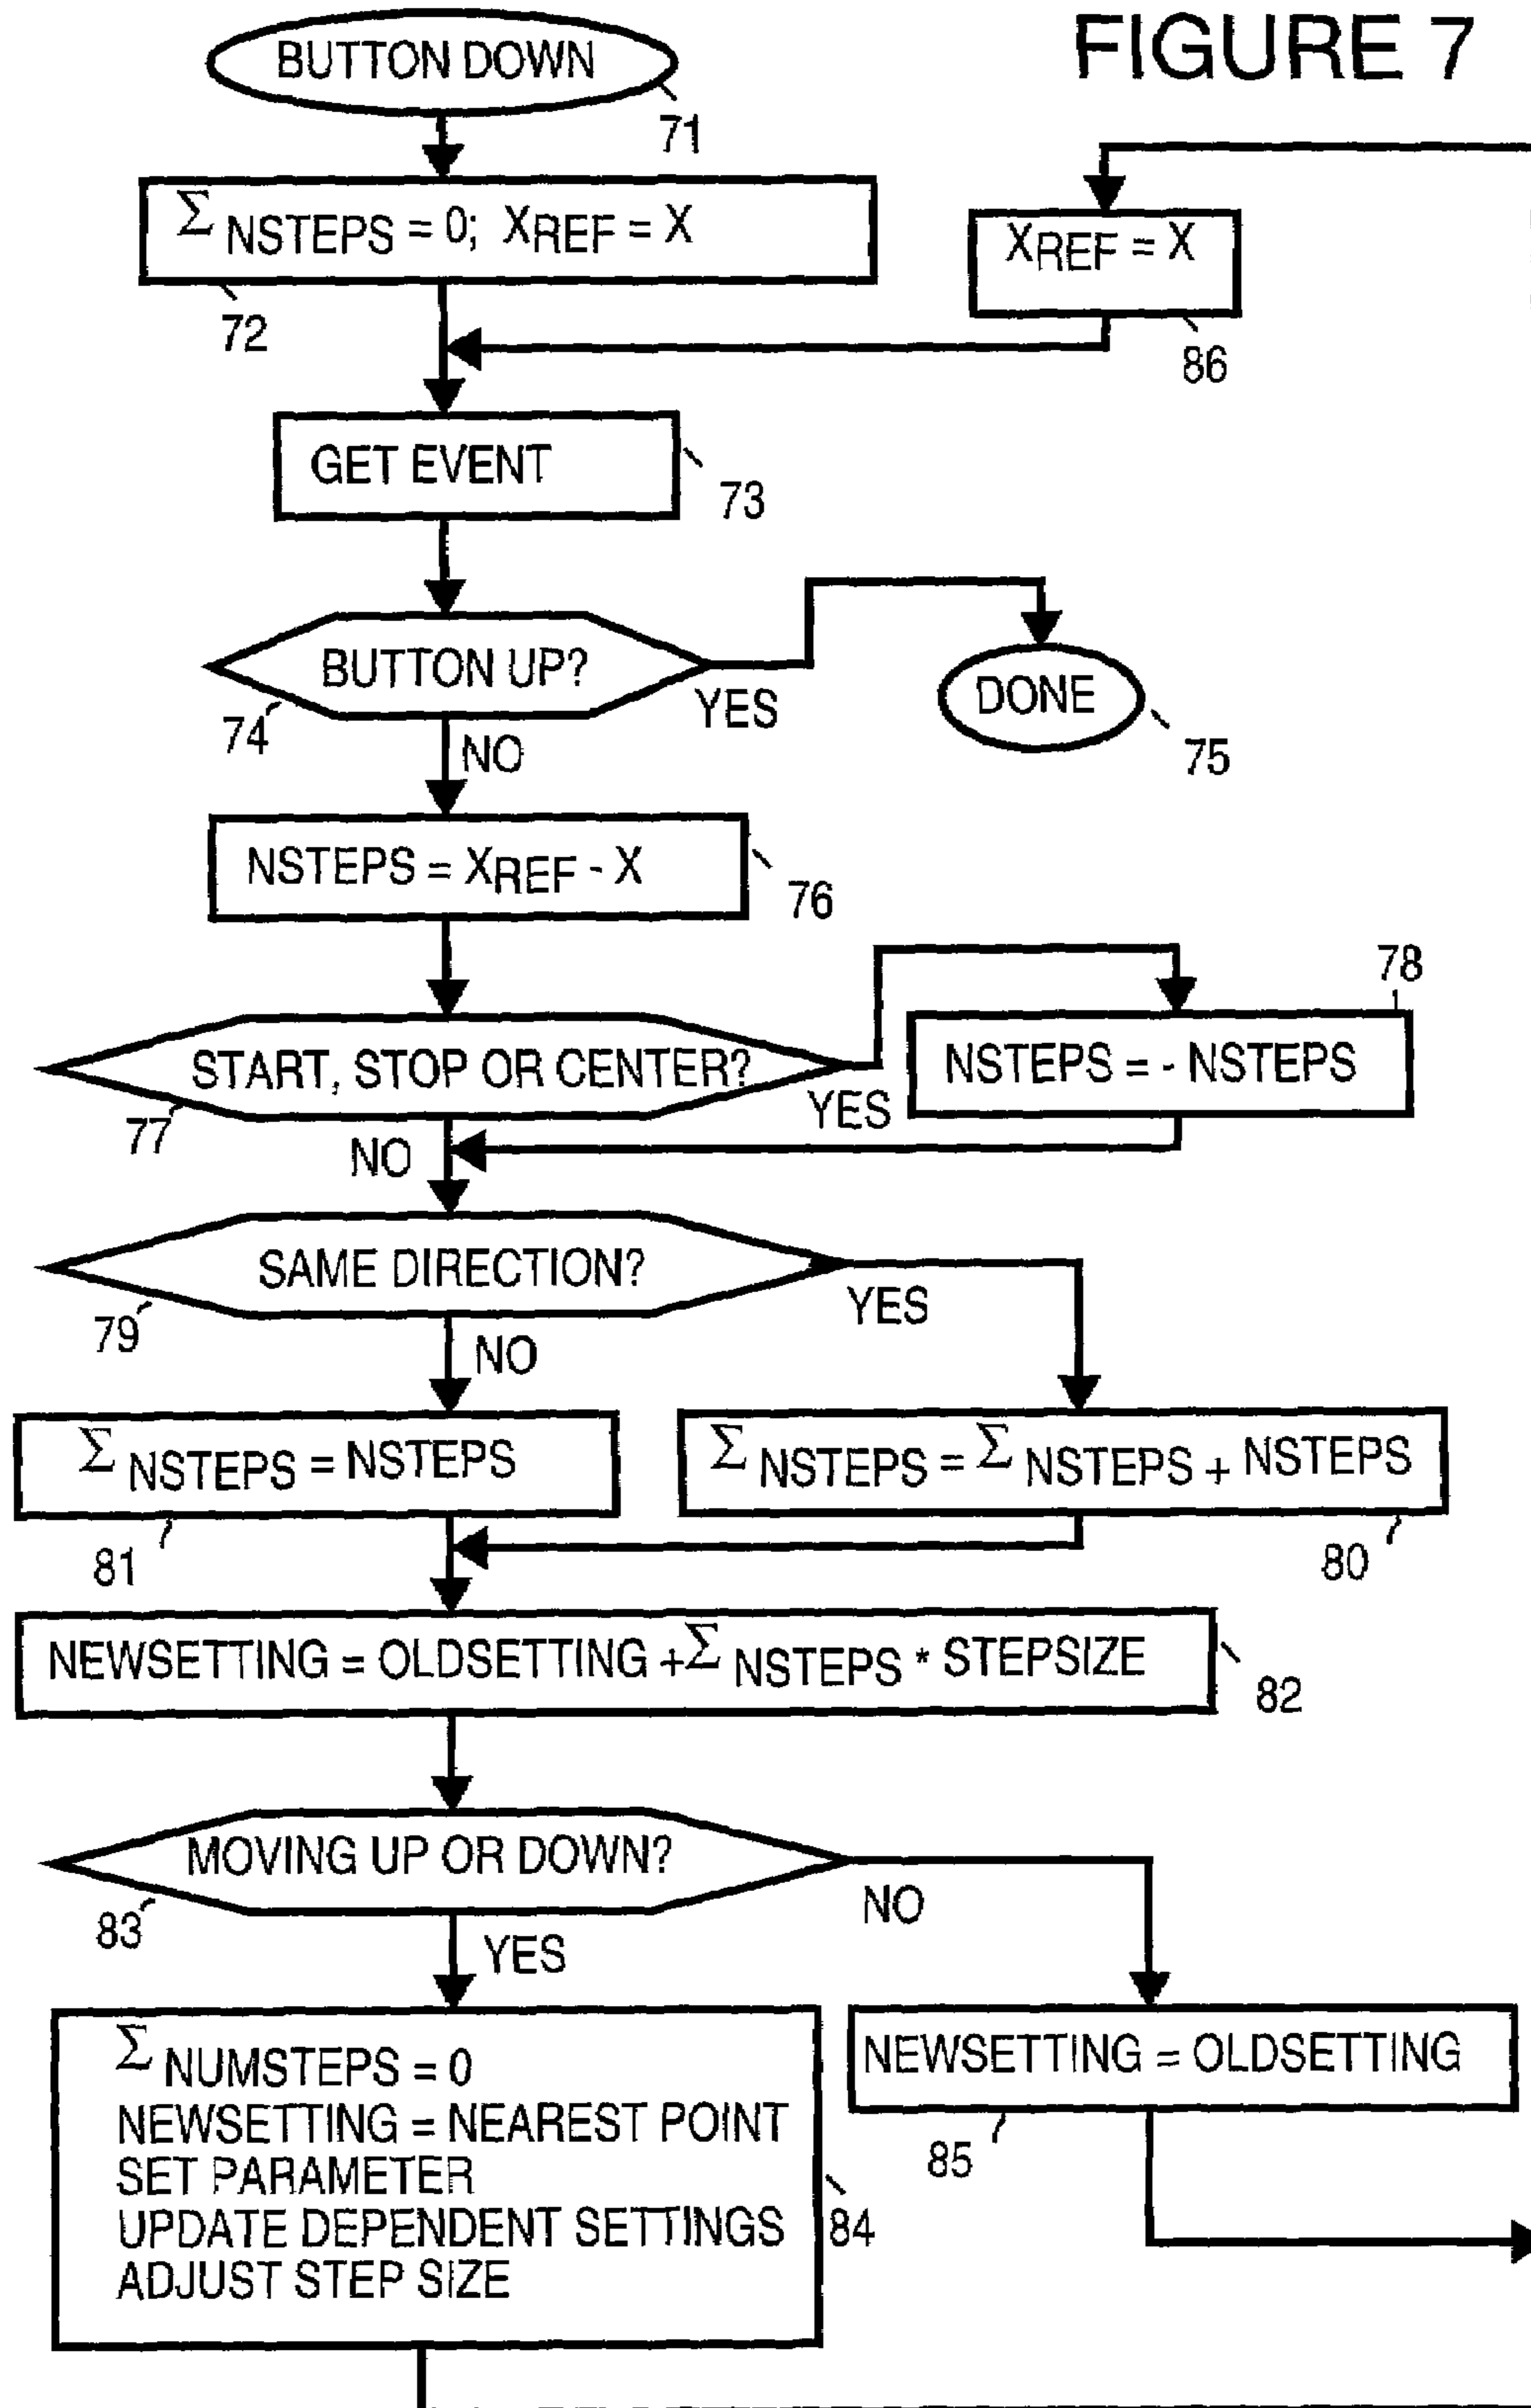 FIGURE 7
BUTTON DOWN
71
Σ NSTEPS = 0; XREF = X
72
XREF = X
86
GET EVENT
73
BUTTON UP?
74
YES
NO
DONE
75
NSTEPS = XREF - X
76
START, STOP OR CENTER?
77
YES
NO
78
NSTEPS = - NSTEPS
SAME DIRECTION?
79
YES
NO
Σ NSTEPS = NSTEPS
81
Σ NSTEPS = Σ NSTEPS + NSTEPS
80
NEWSETTING = OLDSETTING +Σ NSTEPS * STEPSIZE
82
MOVING UP OR DOWN?
83
NO
YES
Σ NUMSTEPS = 0
NEWSETTING = NEAREST POINT
SET PARAMETER
UPDATE DEPENDENT SETTINGS
ADJUST STEP SIZE
84
NEWSETTING = OLDSETTING
85